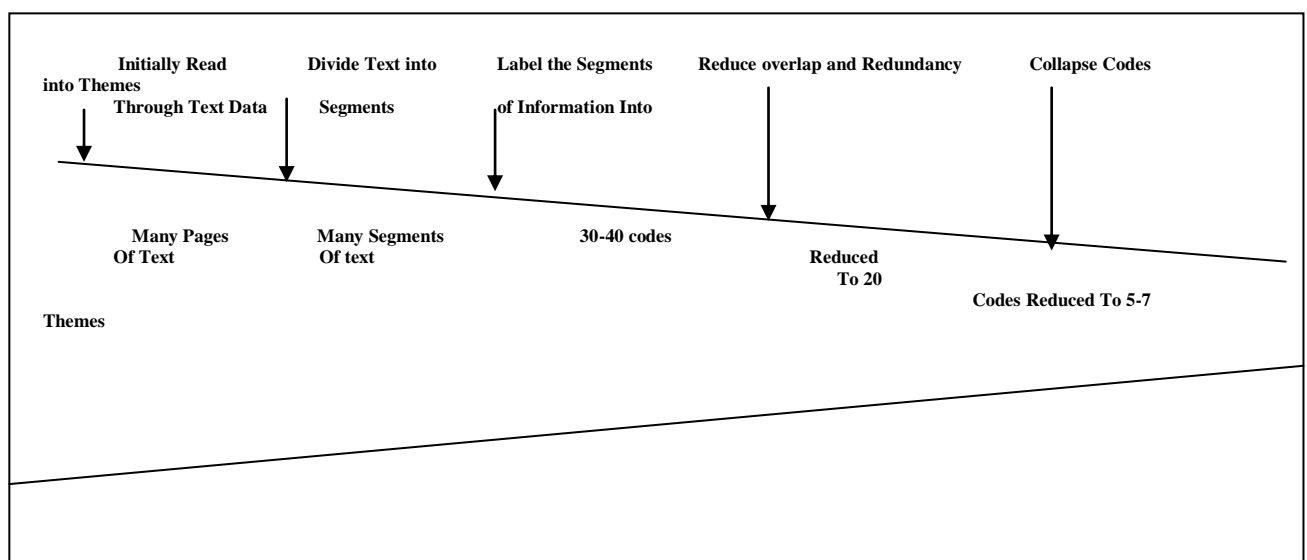 Initially Read Divide Text into Label the Segments Reduce overlap and Redundancy Collapse Codes
into Themes
Through Text Data Segments of Information Into
Many Pages Many Segments 30-40 codes
Of Text Of text Reduced
To 20
Codes Reduced To 5-7
Themes